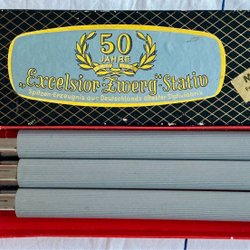 50
JAHRE
„Excelsior Zwerg" Stativ
Spitzen-Erzeugnis aus Deutschlands ältester Stativfabrik